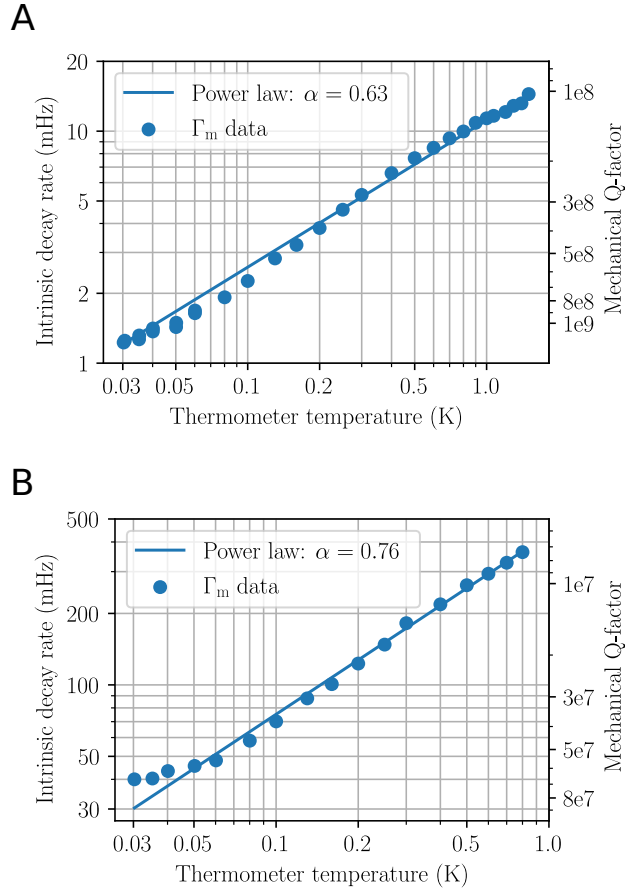 A
Power law: α = 0.63
Γm data
Intrinsic decay rate (mHz)
20
10
5
2
1
1e8
3e8
5e8
8e8
1e9
Mechanical Q-factor
0.03 0.05 0.1 0.2 0.5 1.0
Thermometer temperature (K)
B
Power law: α = 0.76
Γm data
Intrinsic decay rate (mHz)
500
200
100
50
30
1e7
3e7
5e7
8e7
Mechanical Q-factor
0.03 0.05 0.1 0.2 0.5 1.0
Thermometer temperature (K)